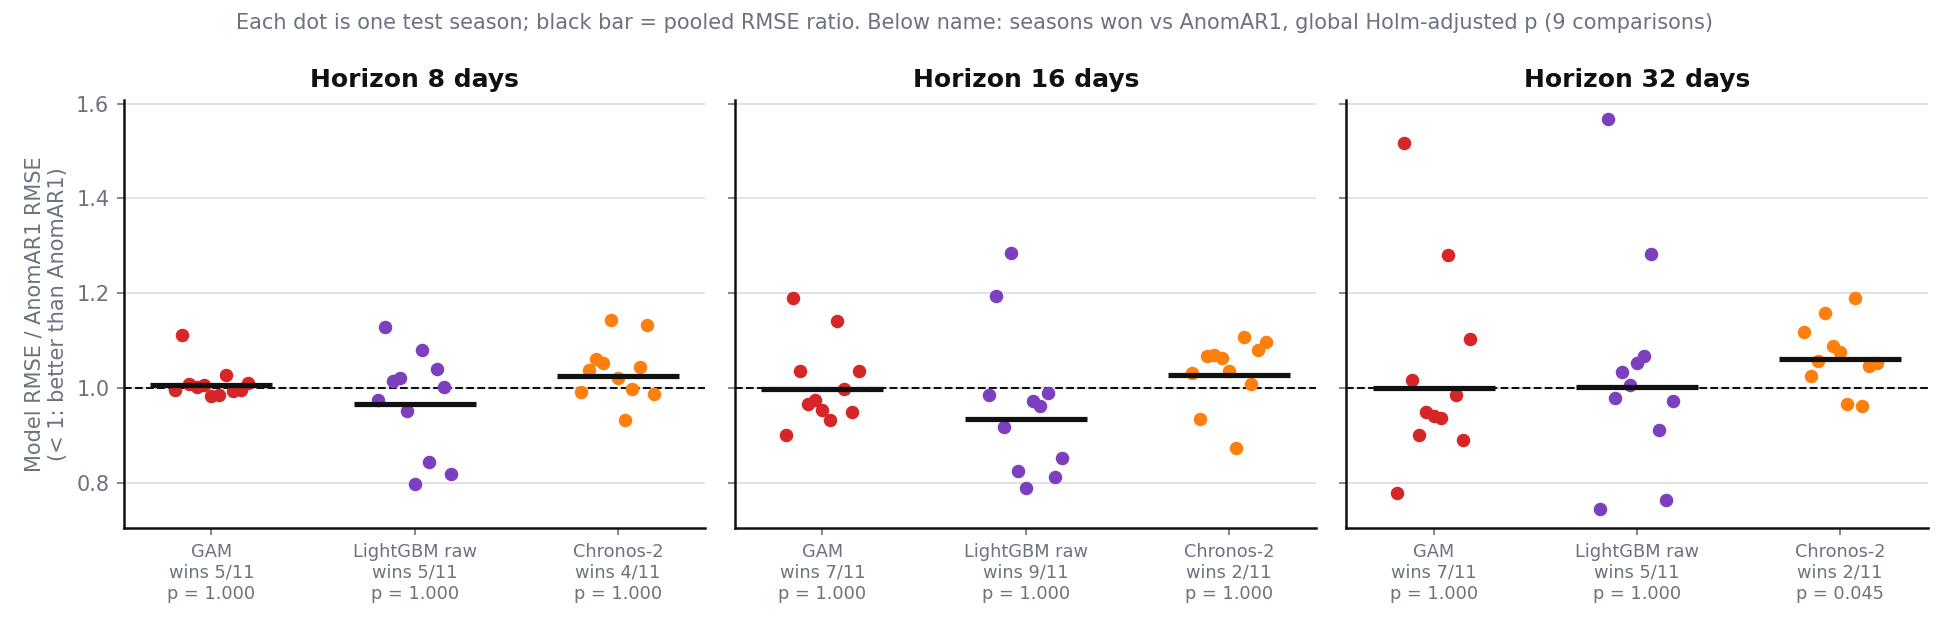 Each dot is one test season; black bar = pooled RMSE ratio. Below name: seasons won vs AnomAR1, global Holm-adjusted p (9 comparisons)
Model RMSE / AnomAR1 RMSE
(< 1: better than AnomAR1)
Horizon 8 days
1.6
1.4
1.2
1.0
0.8
GAM
wins 5/11
p = 1.000
LightGBM raw
wins 5/11
p = 1.000
Chronos-2
wins 4/11
p = 1.000
Horizon 16 days
GAM
wins 7/11
p = 1.000
LightGBM raw
wins 9/11
p = 1.000
Chronos-2
wins 2/11
p = 1.000
Horizon 32 days
GAM
wins 7/11
p = 1.000
LightGBM raw
wins 5/11
p = 1.000
Chronos-2
wins 2/11
p = 0.045